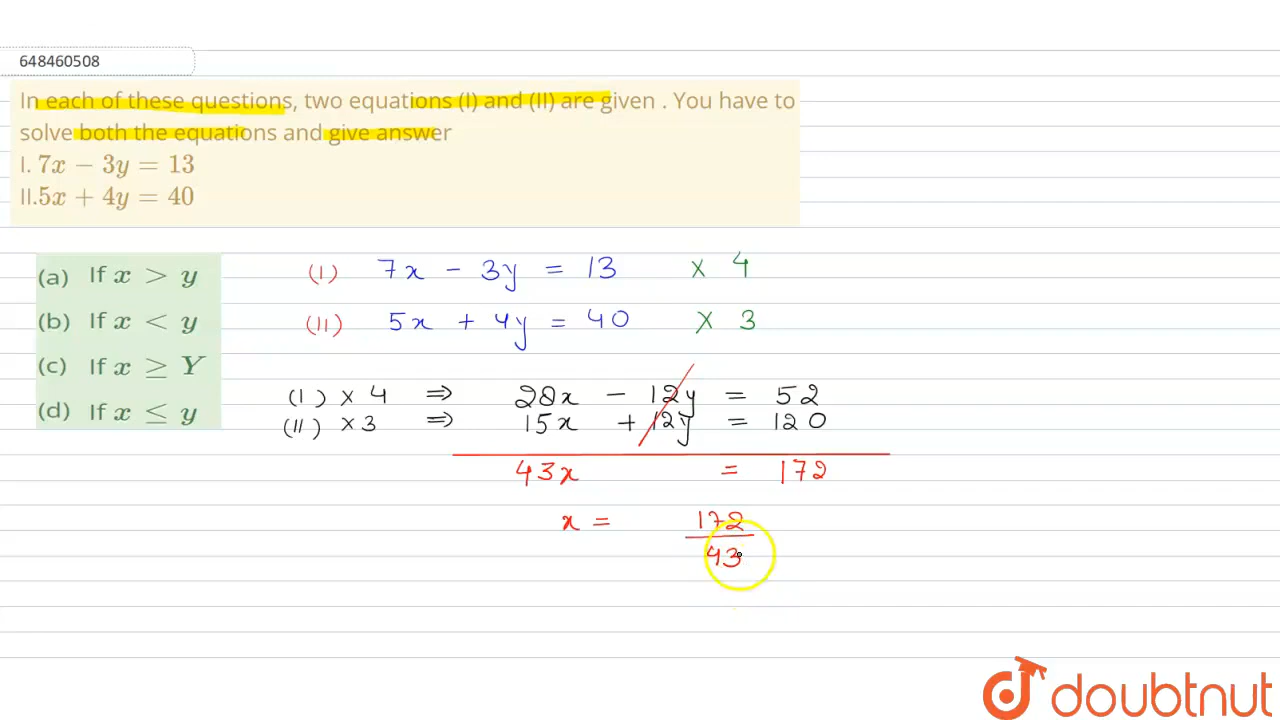 648460508
In each of these questions, two equations (I) and (II) are given . You have to
solve both the equations and give answer
I. 7x − 3y = 13
II.5x + 4y = 40
(a) If x > y
(b) If x < y
(c) If x ≥ Y
(d) If x ≤ y
(I) 7x - 3y = 13 × 4
(II) 5x + 4y = 40 × 3
(I) × 4 ⇒ 28x - 12y = 52
(II) × 3 ⇒ 15x + 12y = 120
43x = 172
x = 172
43
doubtnut